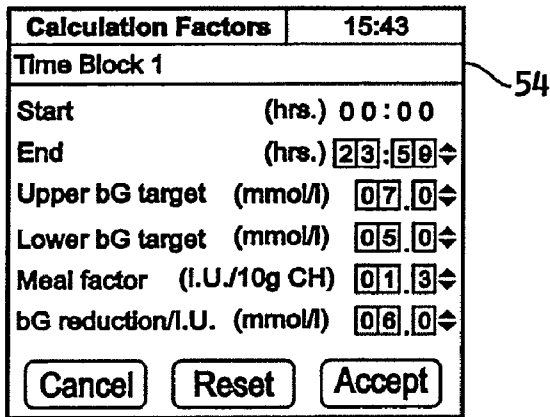 Calculation Factors 15:43
Time Block 1
54
Start (hrs.) 00:00
End (hrs.) 23:59
Upper bG target (mmol/l) 07.0
Lower bG target (mmol/l) 05.0
Meal factor (I.U./10g CH) 01.3
bG reduction/I.U. (mmol/l) 06.0
Cancel Reset Accept